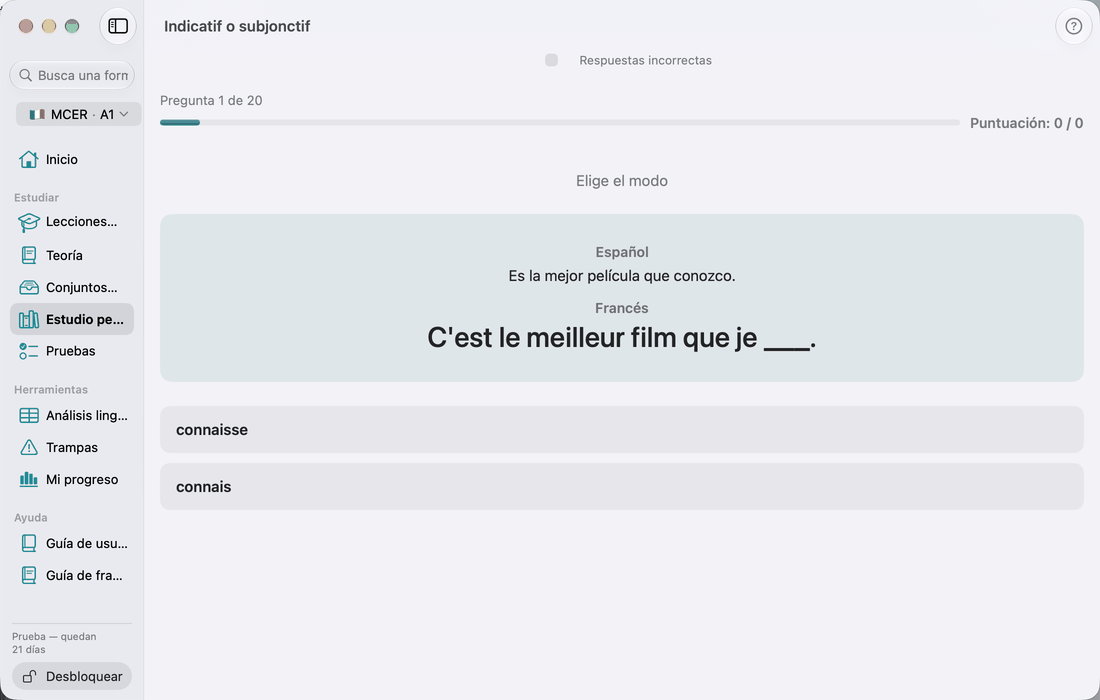 Indicatif o subjonctif
Busca una forn
MCER · A1
Inicio
Estudiar
Lecciones...
Teoría
Conjuntos...
Estudio pe...
Pruebas
Herramientas
Análisis ling...
Trampas
Mi progreso
Ayuda
Guía de usu...
Guía de fra...
Prueba — quedan
21 días
Desbloquear
Respuestas incorrectas
Pregunta 1 de 20
Puntuación: 0 / 0
Elige el modo
Español
Es la mejor película que conozco.
Francés
C'est le meilleur film que je ___.
connaisse
connais